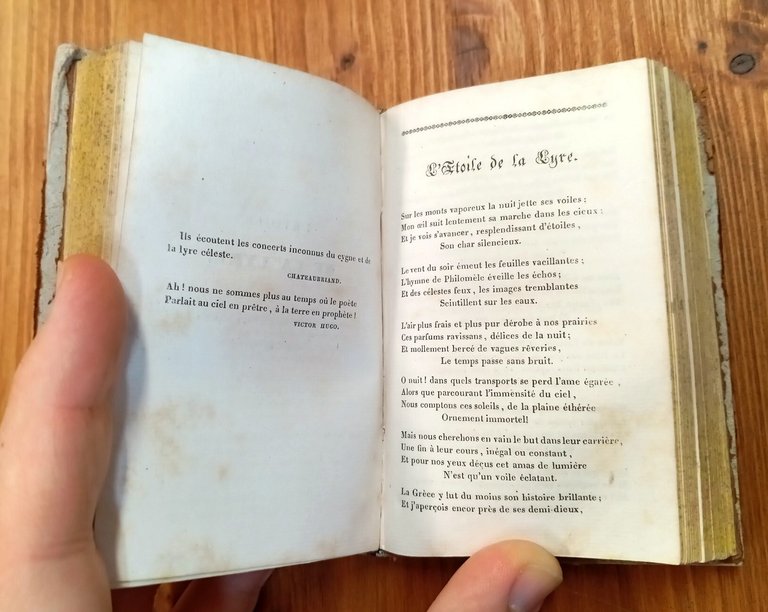 Ils écoutent les concerts inconnus du cygne et de
la lyre céleste.
CHATEAUBRIAND.
Ah ! nous ne sommes plus au temps où le poète
Parlait au ciel en prêtre, à la terre en prophète !
VICTOR HUGO.
L'Étoile de la Lyre.
Sur les monts vaporeux la nuit jette ses voiles ;
Mon œil suit lentement sa marche dans les cieux ;
Et je vois s'avancer, resplendissant d'étoiles,
Son char silencieux.
Le vent du soir émeut les feuilles vacillantes ;
L'hymne de Philomèle éveille les échos ;
Et des célestes feux, les images tremblantes
Scintillent sur les eaux.
L'air plus frais et plus pur dérobe à nos prairies
Ces parfums ravissans, délices de la nuit ;
Et mollement bercé de vagues rêveries,
Le temps passe sans bruit.
O nuit ! dans quels transports se perd l'ame égarée,
Alors que parcourant l'immensité du ciel,
Nous comptons ces soleils, de la plaine éthérée
Ornement immortel !
Mais nous cherchons en vain le but dans leur carrière,
Une fin à leur cours, inégal ou constant,
Et pour nos yeux déçus cet amas de lumière
N'est qu'un voile éclatant.
La Grèce y lut du moins son histoire brillante ;
Et j'aperçois encor près de ses demi-dieux,